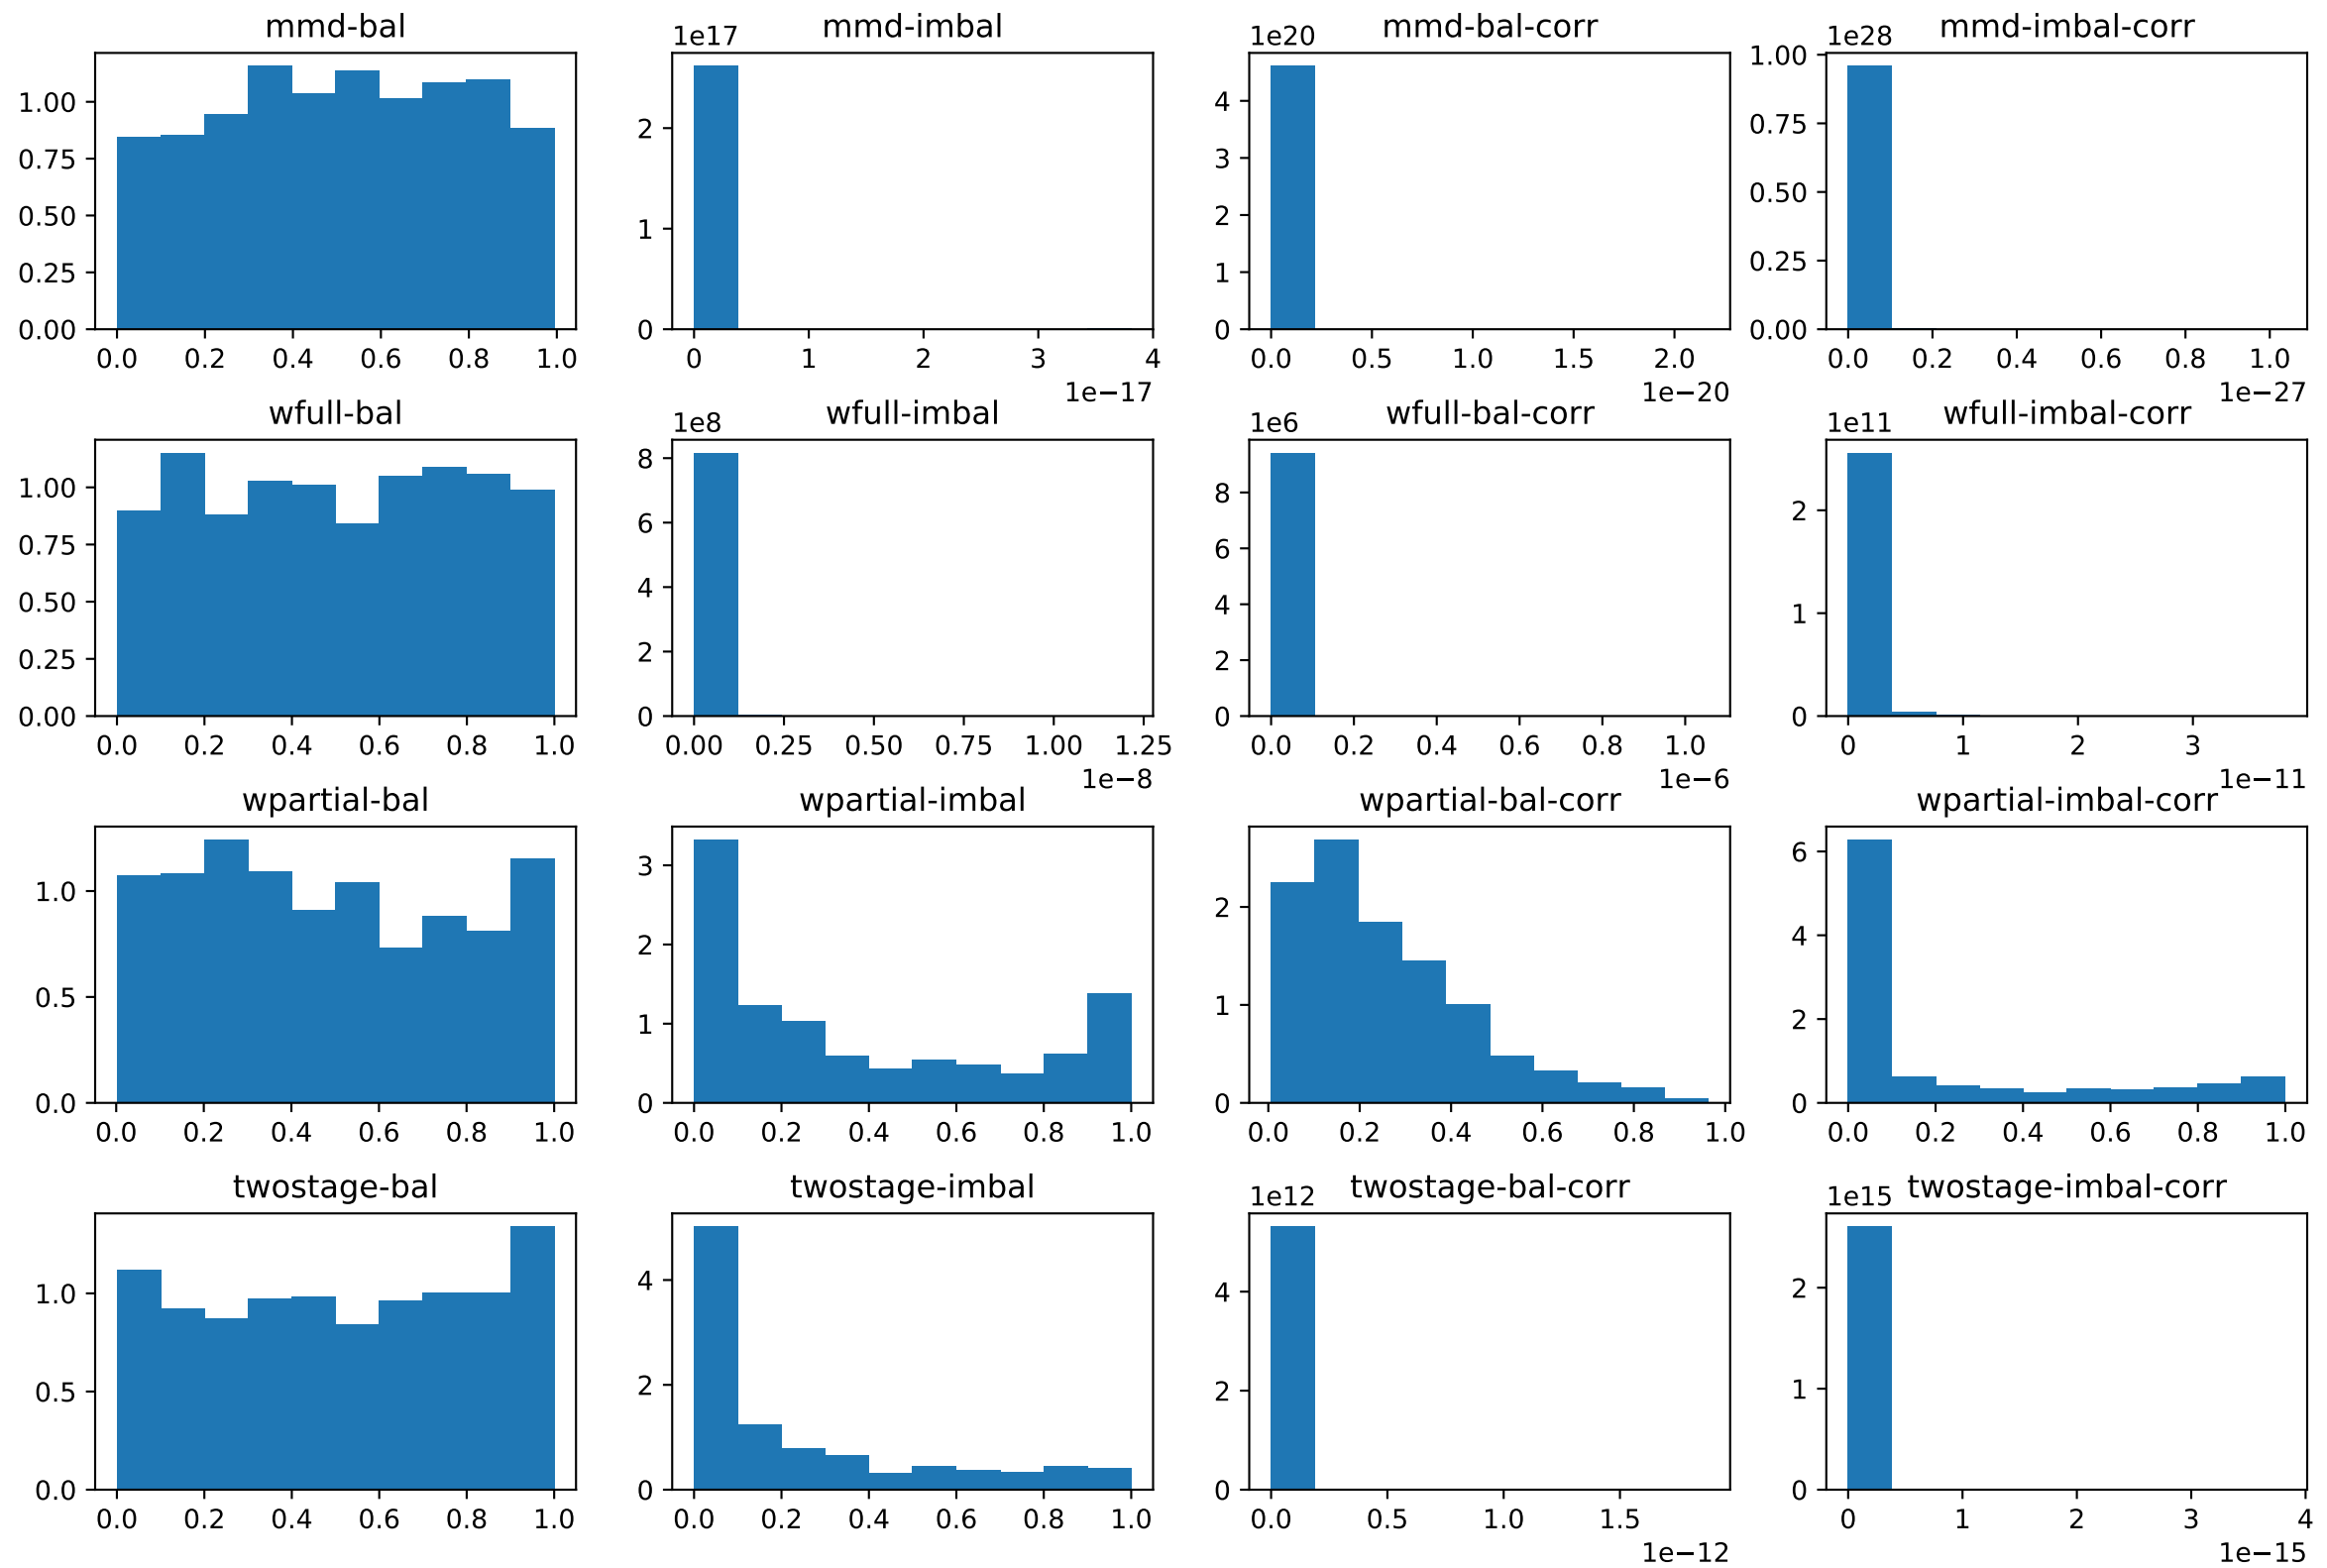 mmd-bal
1.00
0.75
0.50
0.25
0.00
0.0 0.2 0.4 0.6 0.8 1.0
mmd-imbal
1e17
2
1
0
0 1 2 3 4
1e−17
mmd-bal-corr
1e20
4
3
2
1
0
0.0 0.5 1.0 1.5 2.0
1e−20
mmd-imbal-corr
1e28
1.00
0.75
0.50
0.25
0.00
0.0 0.2 0.4 0.6 0.8 1.0
1e−27
wfull-bal
1.00
0.75
0.50
0.25
0.00
0.0 0.2 0.4 0.6 0.8 1.0
wfull-imbal
1e8
8
6
4
2
0
0.00 0.25 0.50 0.75 1.00 1.25
1e−8
wfull-bal-corr
1e6
8
6
4
2
0
0.0 0.2 0.4 0.6 0.8 1.0
1e−6
wfull-imbal-corr
1e11
2
1
0
0 1 2 3
1e−11
wpartial-bal
1.0
0.5
0.0
0.0 0.2 0.4 0.6 0.8 1.0
wpartial-imbal
3
2
1
0
0.0 0.2 0.4 0.6 0.8 1.0
wpartial-bal-corr
2
1
0
0.0 0.2 0.4 0.6 0.8 1.0
wpartial-imbal-corr
6
4
2
0
0.0 0.2 0.4 0.6 0.8 1.0
twostage-bal
1.0
0.5
0.0
0.0 0.2 0.4 0.6 0.8 1.0
twostage-imbal
4
2
0
0.0 0.2 0.4 0.6 0.8 1.0
twostage-bal-corr
1e12
4
2
0
0.0 0.5 1.0 1.5
1e−12
twostage-imbal-corr
1e15
2
1
0
0 1 2 3 4
1e−15